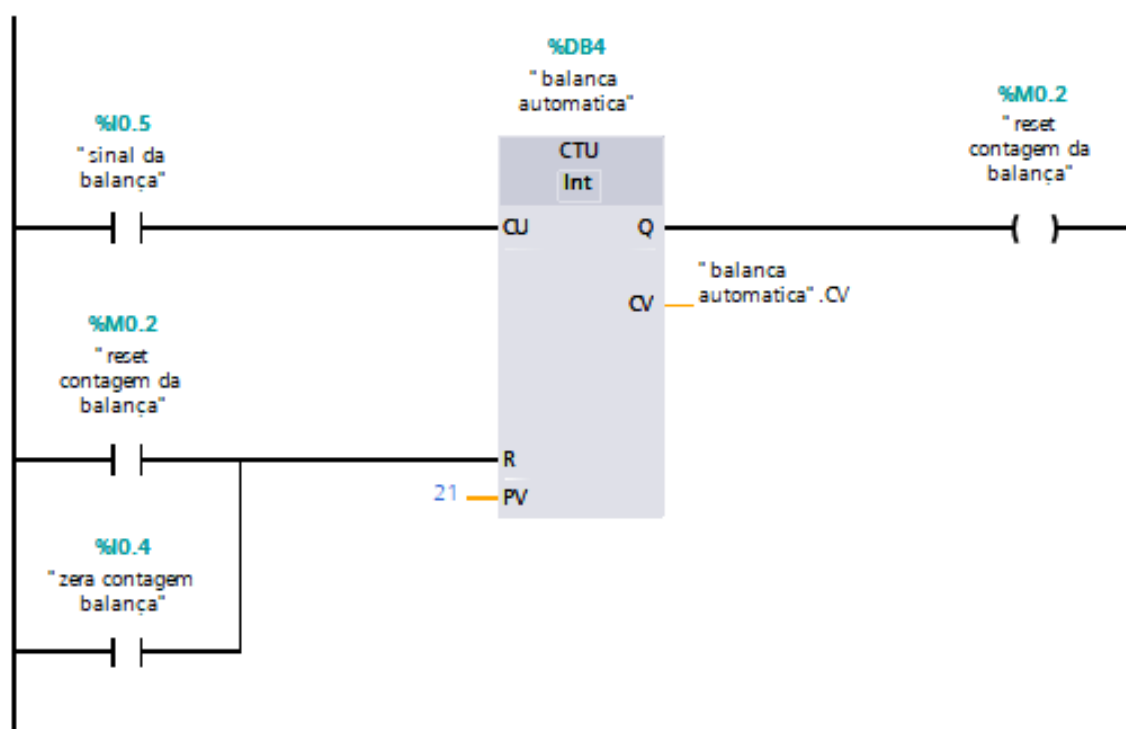 %DB4
"balanca
automatica"
%M0.2
"reset
contagem da
balança"
%I0.5
"sinal da
balança"
CTU
Int
CU
Q
"balanca
automatica".CV
CV
%M0.2
"reset
contagem da
balança"
R
21
PV
%I0.4
"zera contagem
balança"